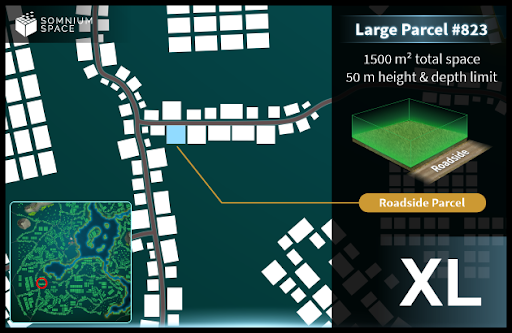 SOMNIUM
SPACE
Large Parcel #823
1500 m² total space
50 m height & depth limit
Roadside
Roadside Parcel
XL